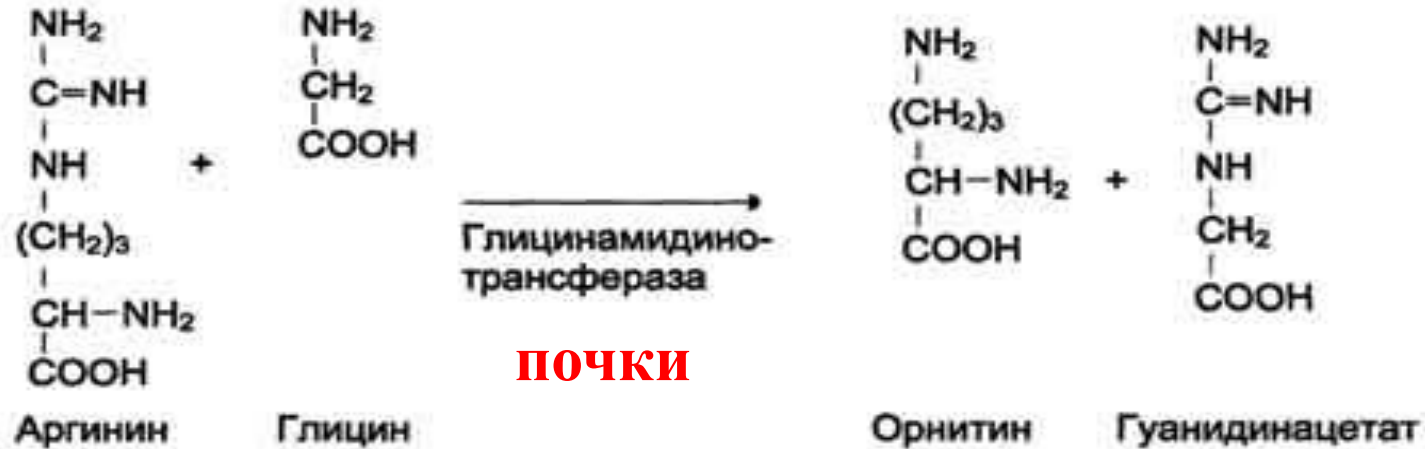 NH₂ NH₂ NH₂ NH₂
C=NH CH₂ (CH₂)₃ C=NH
NH + COOH CH–NH₂ + NH
(CH₂)₃ Глицинамидино- COOH CH₂
CH–NH₂ трансфераза COOH
COOH почки
Аргинин Глицин Орнитин Гуанидинацетат